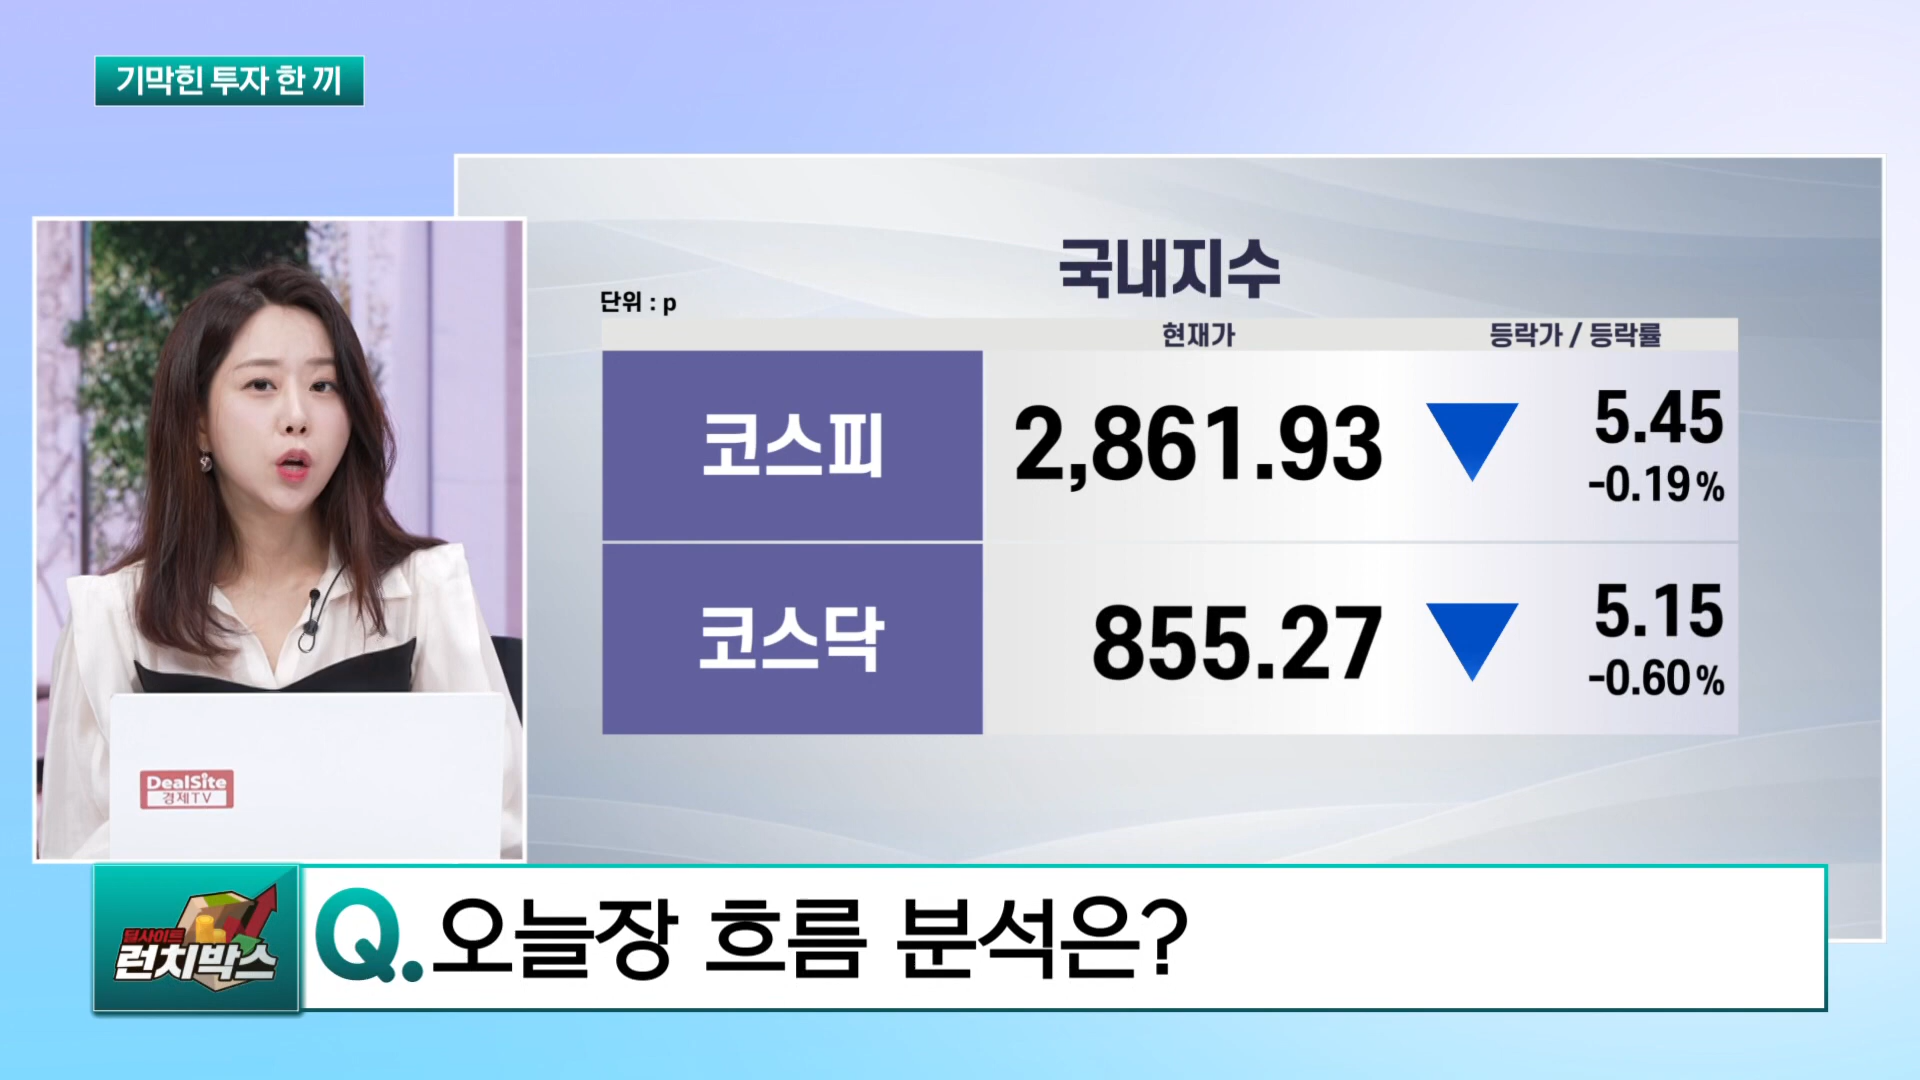 기막힌 투자 한 끼
국내지수
단위 : p
현재가 등락가 / 등락률
코스피 2,861.93 ▼ 5.45
-0.19%
코스닥 855.27 ▼ 5.15
-0.60%
DealSite
경제TV
딜사이트
런치박스
Q.오늘장 흐름 분석은?